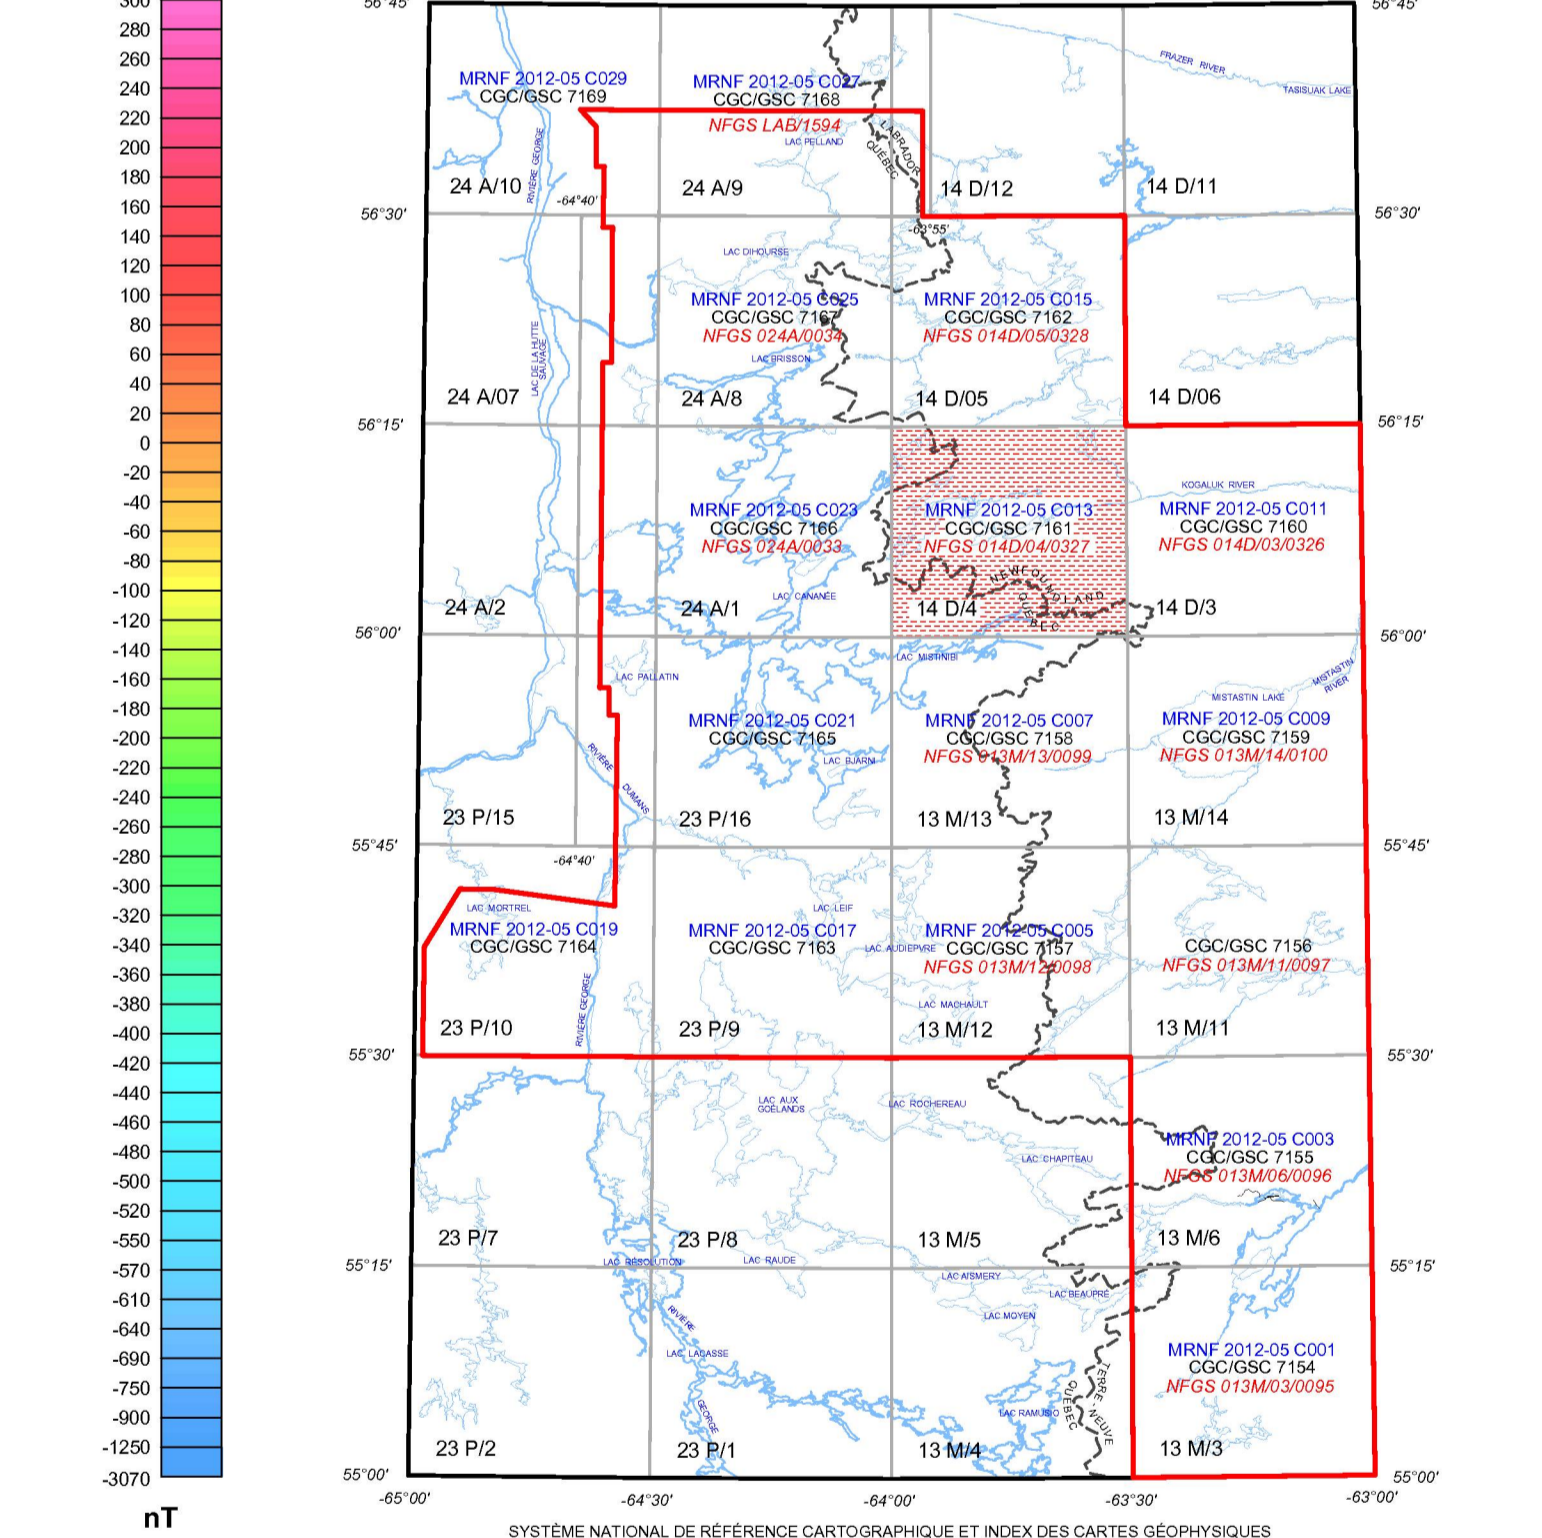 300
280
260
240
220
200
180
160
140
120
100
80
60
40
20
0
-20
-40
-60
-80
-100
-120
-140
-160
-180
-200
-220
-240
-260
-280
-300
-320
-340
-360
-380
-400
-420
-440
-460
-480
-500
-520
-550
-570
-610
-640
-690
-750
-900
-1250
-3070
nT
56°45'
56°45'
FRAZER RIVER
TASISUAK LAKE
MRNF 2012-05 C029
CGC/GSC 7169
MRNF 2012-05 C027
CGC/GSC 7168
NFGS LAB/1594
LAC PELLAND
LABRADOR
QUÉBEC
RIVIÈRE GEORGE
24 A/10
24 A/9
14 D/12
14 D/11
-64°40'
56°30'
56°30'
-63°55'
LAC DIHOURSE
MRNF 2012-05 C025
CGC/GSC 7167
NFGS 024A/0034
MRNF 2012-05 C015
CGC/GSC 7162
NFGS 014D/05/0328
LAC DE LA HUTTE
SAUVAGE
LAC BRISSON
24 A/07
24 A/8
14 D/05
14 D/06
56°15'
56°15'
KOGALUK RIVER
MRNF 2012-05 C023
CGC/GSC 7166
NFGS 024A/0033
MRNF 2012-05 C013
CGC/GSC 7161
NFGS 014D/04/0327
MRNF 2012-05 C011
CGC/GSC 7160
NFGS 014D/03/0326
NEWFOUNDLAND
QUÉBEC
LAC CANANÉE
24 A/2
24 A/1
14 D/4
14 D/3
56°00'
56°00'
LAC MISTINIBI
LAC PALLATIN
MISTASTIN
RIVER
MISTASTIN LAKE
MRNF 2012-05 C021
CGC/GSC 7165
MRNF 2012-05 C007
CGC/GSC 7158
NFGS 013M/13/0099
MRNF 2012-05 C009
CGC/GSC 7159
NFGS 013M/14/0100
RIVIÈRE
DUMANS
LAC BJARNI
23 P/15
23 P/16
13 M/13
13 M/14
55°45'
55°45'
-64°40'
LAC MORTREL
LAC LEIF
MRNF 2012-05 C019
CGC/GSC 7164
MRNF 2012-05 C017
CGC/GSC 7163
LAC AUDIEPVRE
MRNF 2012-05 C005
CGC/GSC 7157
NFGS 013M/12/0098
CGC/GSC 7156
NFGS 013M/11/0097
LAC MACHAULT
RIVIÈRE GEORGE
23 P/10
23 P/9
13 M/12
13 M/11
55°30'
55°30'
LAC AUX
GOÉLANDS
LAC ROCHEREAU
LAC CHAPITEAU
MRNF 2012-05 C003
CGC/GSC 7155
NFGS 013M/06/0096
23 P/7
23 P/8
13 M/5
13 M/6
LAC RÉSOLUTION
LAC RAUDE
55°15'
55°15'
LAC AISMERY
LAC BEAUPRÉ
LAC MOYEN
RIVIÈRE
LAC LACASSE
MRNF 2012-05 C001
CGC/GSC 7154
NFGS 013M/03/0095
GEORGE
LAC RAMUSIO
QUÉBEC
TERRE-NEUVE
23 P/2
23 P/1
13 M/4
13 M/3
55°00'
55°00'
-65°00'
-64°30'
-64°00'
-63°30'
-63°00'
SYSTÈME NATIONAL DE RÉFÉRENCE CARTOGRAPHIQUE ET INDEX DES CARTES GÉOPHYSIQUES